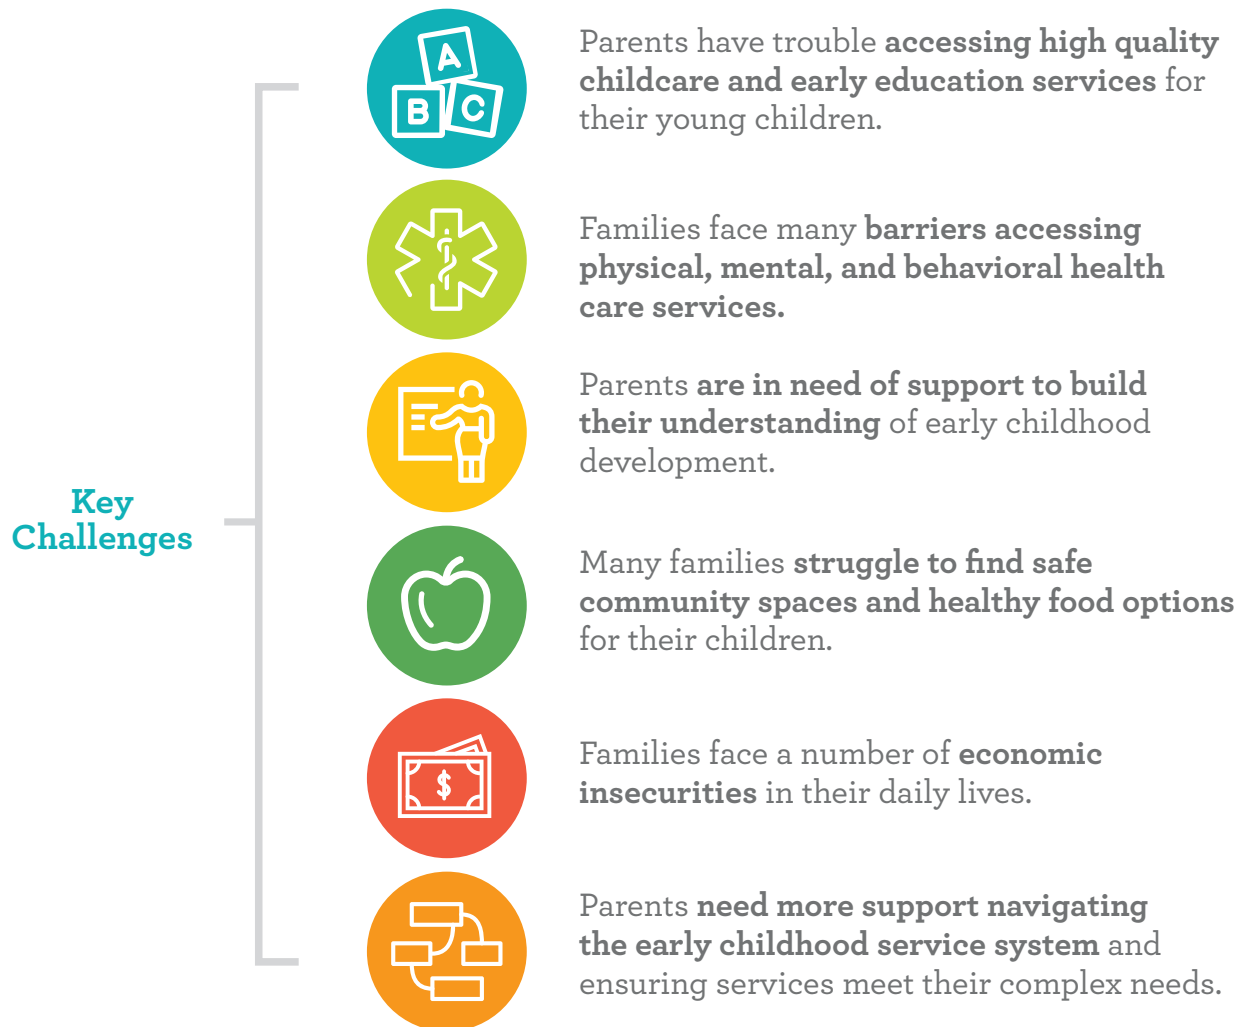 Key
Challenges
A
B C
Parents have trouble accessing high quality
childcare and early education services for
their young children.
Families face many barriers accessing
physical, mental, and behavioral health
care services.
Parents are in need of support to build
their understanding of early childhood
development.
Many families struggle to find safe
community spaces and healthy food options
for their children.
$
Families face a number of economic
insecurities in their daily lives.
Parents need more support navigating
the early childhood service system and
ensuring services meet their complex needs.